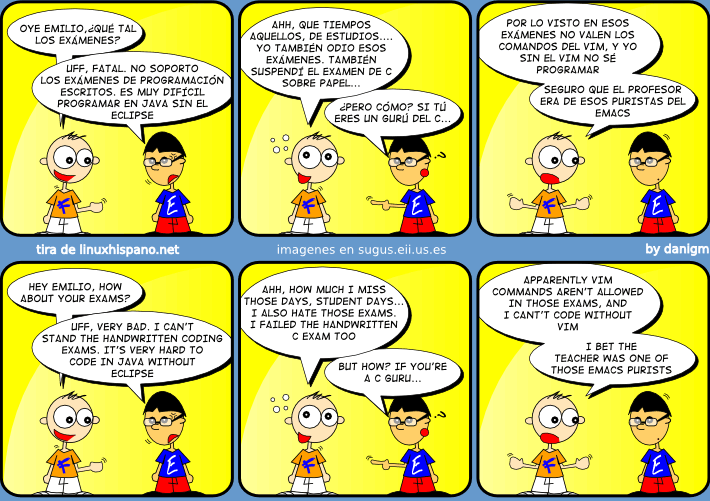 OYE EMILIO,¿QUÉ TAL
LOS EXÁMENES?
UFF, FATAL. NO SOPORTO
LOS EXÁMENES DE PROGRAMACIÓN
ESCRITOS. ES MUY DIFÍCIL
PROGRAMAR EN JAVA SIN EL
ECLIPSE
F
E
AHH, QUE TIEMPOS
AQUELLOS, DE ESTUDIOS....
YO TAMBIÉN ODIO ESOS
EXÁMENES. TAMBIÉN
SUSPENDÍ EL EXAMEN DE C
SOBRE PAPEL...
¿PERO CÓMO? SI TÚ
ERES UN GURÚ DEL C...
F
E
POR LO VISTO EN ESOS
EXÁMENES NO VALEN LOS
COMANDOS DEL VIM, Y YO
SIN EL VIM NO SÉ
PROGRAMAR
SEGURO QUE EL PROFESOR
ERA DE ESOS PURISTAS DEL
EMACS
F
E
tira de linuxhispano.net
imagenes en sugus.eii.us.es
by danigm
HEY EMILIO, HOW
ABOUT YOUR EXAMS?
UFF, VERY BAD. I CAN'T
STAND THE HANDWRITTEN CODING
EXAMS. IT'S VERY HARD TO
CODE IN JAVA WITHOUT
ECLIPSE
F
E
AHH, HOW MUCH I MISS
THOSE DAYS, STUDENT DAYS...
I ALSO HATE THOSE EXAMS.
I FAILED THE HANDWRITTEN
C EXAM TOO
BUT HOW? IF YOU'RE
A C GURU...
F
E
APPARENTLY VIM
COMMANDS AREN'T ALLOWED
IN THOSE EXAMS, AND
I CANT'T CODE WITHOUT
VIM
I BET THE
TEACHER WAS ONE OF
THOSE EMACS PURISTS
F
E